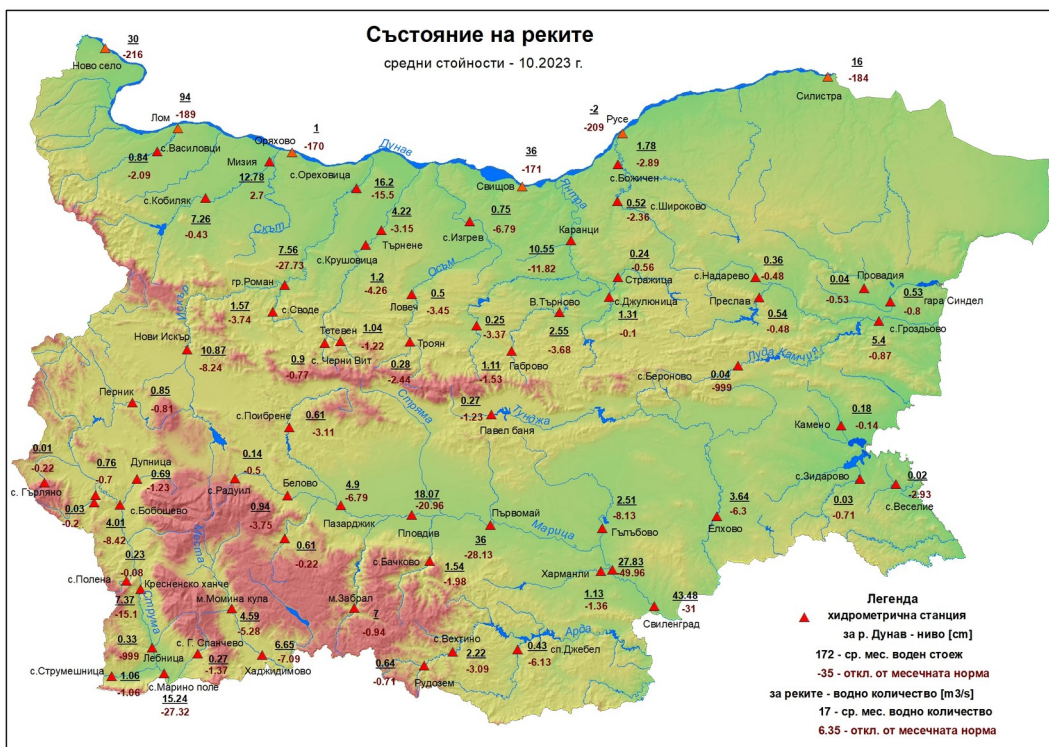 Състояние на реките
средни стойности - 10.2023 г.
30
-216
Ново село
16
-184
Силистра
94
-189
Лом
0.84
-2.09
с.Василовци
1
-170
Оряхово
Мизия
12.78
2.7
Дунав
-2
-209
Русе
36
-171
Свищов
1.78
-2.89
с.Божичен
с.Ореховица
16.2
-15.5
с.Кобиляк
7.26
-0.43
Скът
Янтра
0.52
-2.36
с.Широково
4.22
-3.15
Търнене
0.75
-6.79
с.Изгрев
Каранци
10.55
-11.82
7.56
-27.73
с.Крушовица
гр.Роман
Осъм
1.2
-4.26
Ловеч
0.5
-3.45
0.24
-0.56
Стражица
с.Джулюница
1.31
-0.1
с.Надарево
0.36
-0.48
Преслав
0.54
-0.48
0.04
-0.53
Провадия
0.53
-0.8
гара Синдел
с.Гроздьово
5.4
-0.87
Искър
1.57
-3.74
с.Своде
Тетевен
1.04
-1.22
с. Черни Вит
0.9
-0.77
0.28
-2.44
Троян
0.25
-3.37
В.Търново
2.55
-3.68
1.11
-1.53
Габрово
Нови Искър
10.87
-8.24
Луда Камчия
с.Бероново
0.04
-999
Перник
0.85
-0.81
с.Поибрене
0.61
-3.11
Стряма
0.27
-1.23
Павел баня
Тунджа
0.18
-0.14
Камено
0.01
-0.22
с. Гърляно
0.76
-0.7
Дупница
0.69
-1.23
0.03
-0.2
с.Бобошево
4.01
-8.42
0.14
-0.5
с.Радуил
Белово
0.94
-3.75
4.9
-6.79
Пазарджик
18.07
-20.96
Пловдив
Първомай
36
-28.13
Марица
2.51
-8.13
Гълъбово
3.64
-6.3
Елхово
с.Зидарово
0.03
-0.71
0.02
-2.93
с.Веселие
0.61
-0.22
Места
0.23
-0.08
с.Полена
Кресненско ханче
7.37
-15.1
Струма
м.Момина кула
4.59
-5.28
м.Забрал
7
-0.94
с.Бачково
1.54
-1.98
Харманли
27.83
-49.96
1.13
-1.36
43.48
-31
Свиленград
0.33
-999
Лебница
с. Г. Спанчево
0.27
-1.37
6.65
-7.09
Хаджидимово
с.Струмешница
1.06
-1.06
с.Марино поле
15.24
-27.32
0.64
-0.71
Рудозем
с.Вехтино
2.22
-3.09
0.43
-6.13
сп.Джебел
Арда
Легенда
хидрометрична станция
за р. Дунав - ниво [cm]
172 - ср. мес. воден стоеж
-35 - откл. от месечната норма
за реките - водно количество [m3/s]
17 - ср. мес. водно количество
6.35 - откл. от месечната норма